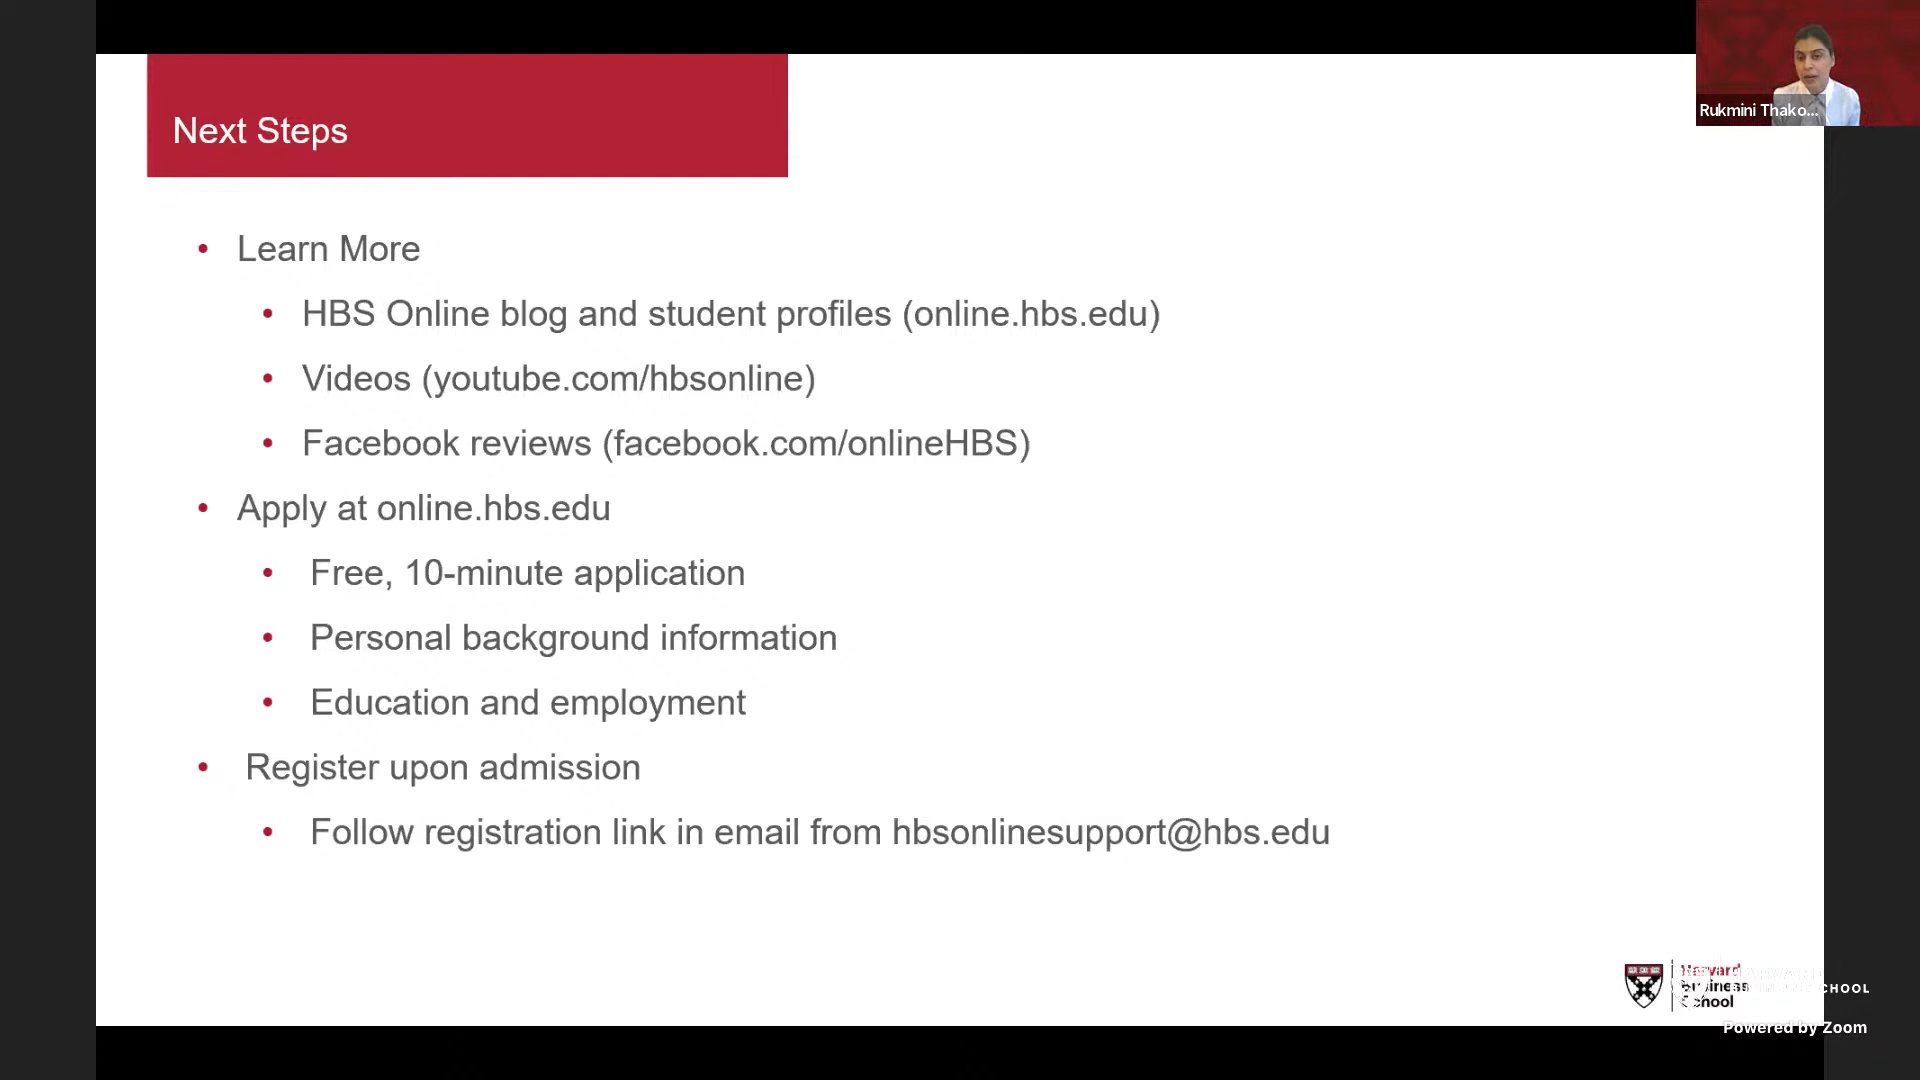 Next Steps
Rukmini Thako...
• Learn More
• HBS Online blog and student profiles (online.hbs.edu)
• Videos (youtube.com/hbsonline)
• Facebook reviews (facebook.com/onlineHBS)
• Apply at online.hbs.edu
• Free, 10-minute application
• Personal background information
• Education and employment
• Register upon admission
• Follow registration link in email from hbsonlinesupport@hbs.edu
Harvard
Business
School
Powered by Zoom